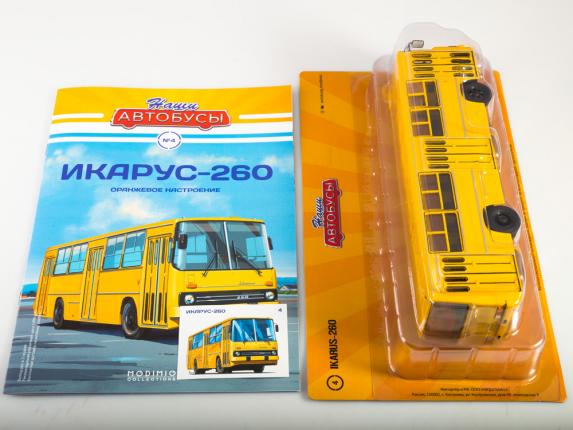 Наши
АВТОБУСЫ
№4
ИКАРУС-260
ОРАНЖЕВОЕ НАСТРОЕНИЕ
ИКАРУС-260
4
MODIMIO
COLLECTIONS
Наши
АВТОБУСЫ
4 IKARUS-260